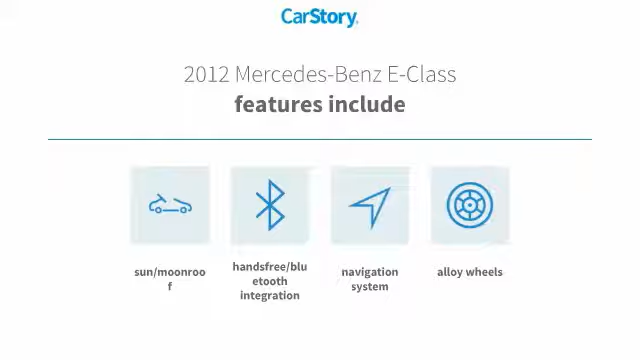 CarStory
2012 Mercedes-Benz E-Class
features include
sun/moonroo
f
handsfree/blu
etooth
integration
navigation
system
alloy wheels